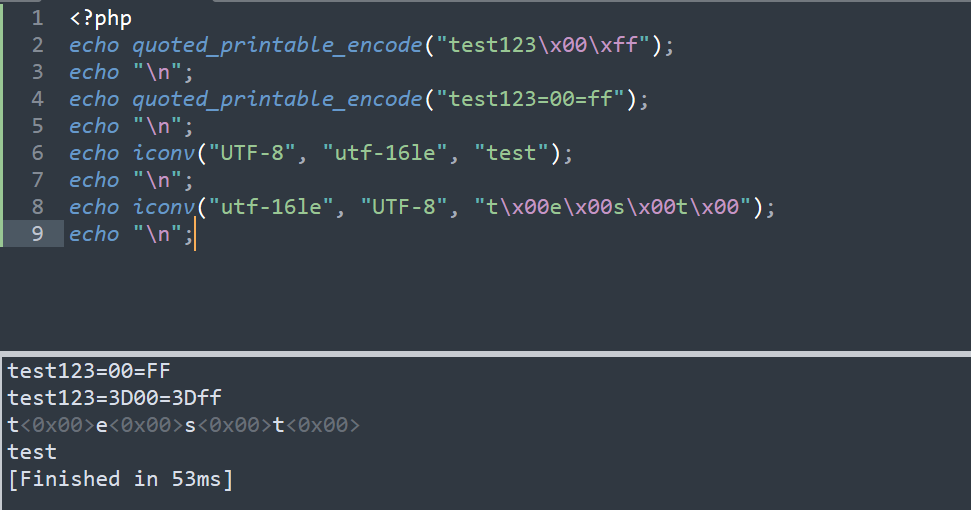 1 <?php
2 echo quoted_printable_encode("test123\x00\xff");
3 echo "\n";
4 echo quoted_printable_encode("test123=00=ff");
5 echo "\n";
6 echo iconv("UTF-8", "utf-16le", "test");
7 echo "\n";
8 echo iconv("utf-16le", "UTF-8", "t\x00e\x00s\x00t\x00");
9 echo "\n";
test123=00=FF
test123=3D00=3Dff
t<0x00>e<0x00>s<0x00>t<0x00>
test
[Finished in 53ms]